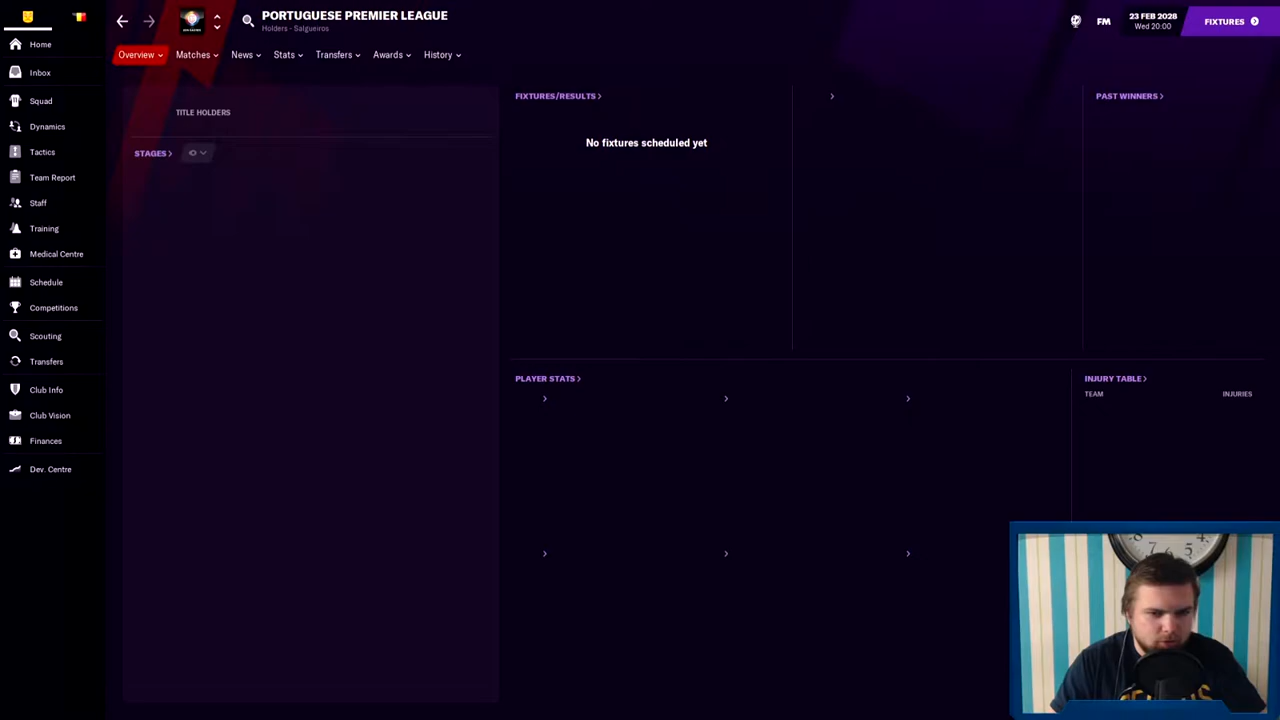 PORTUGUESE PREMIER LEAGUE
Holders - Salgueiros
FM
23 FEB 2028
Wed 20:00
FIXTURES
Overview
Matches
News
Stats
Transfers
Awards
History
Home
Inbox
Squad
Dynamics
Tactics
Team Report
Staff
Training
Medical Centre
Schedule
Competitions
Scouting
Transfers
Club Info
Club Vision
Finances
Dev. Centre
TITLE HOLDERS
STAGES
FIXTURES/RESULTS
No fixtures scheduled yet
PAST WINNERS
PLAYER STATS
INJURY TABLE
TEAM INJURIES
7 6 5